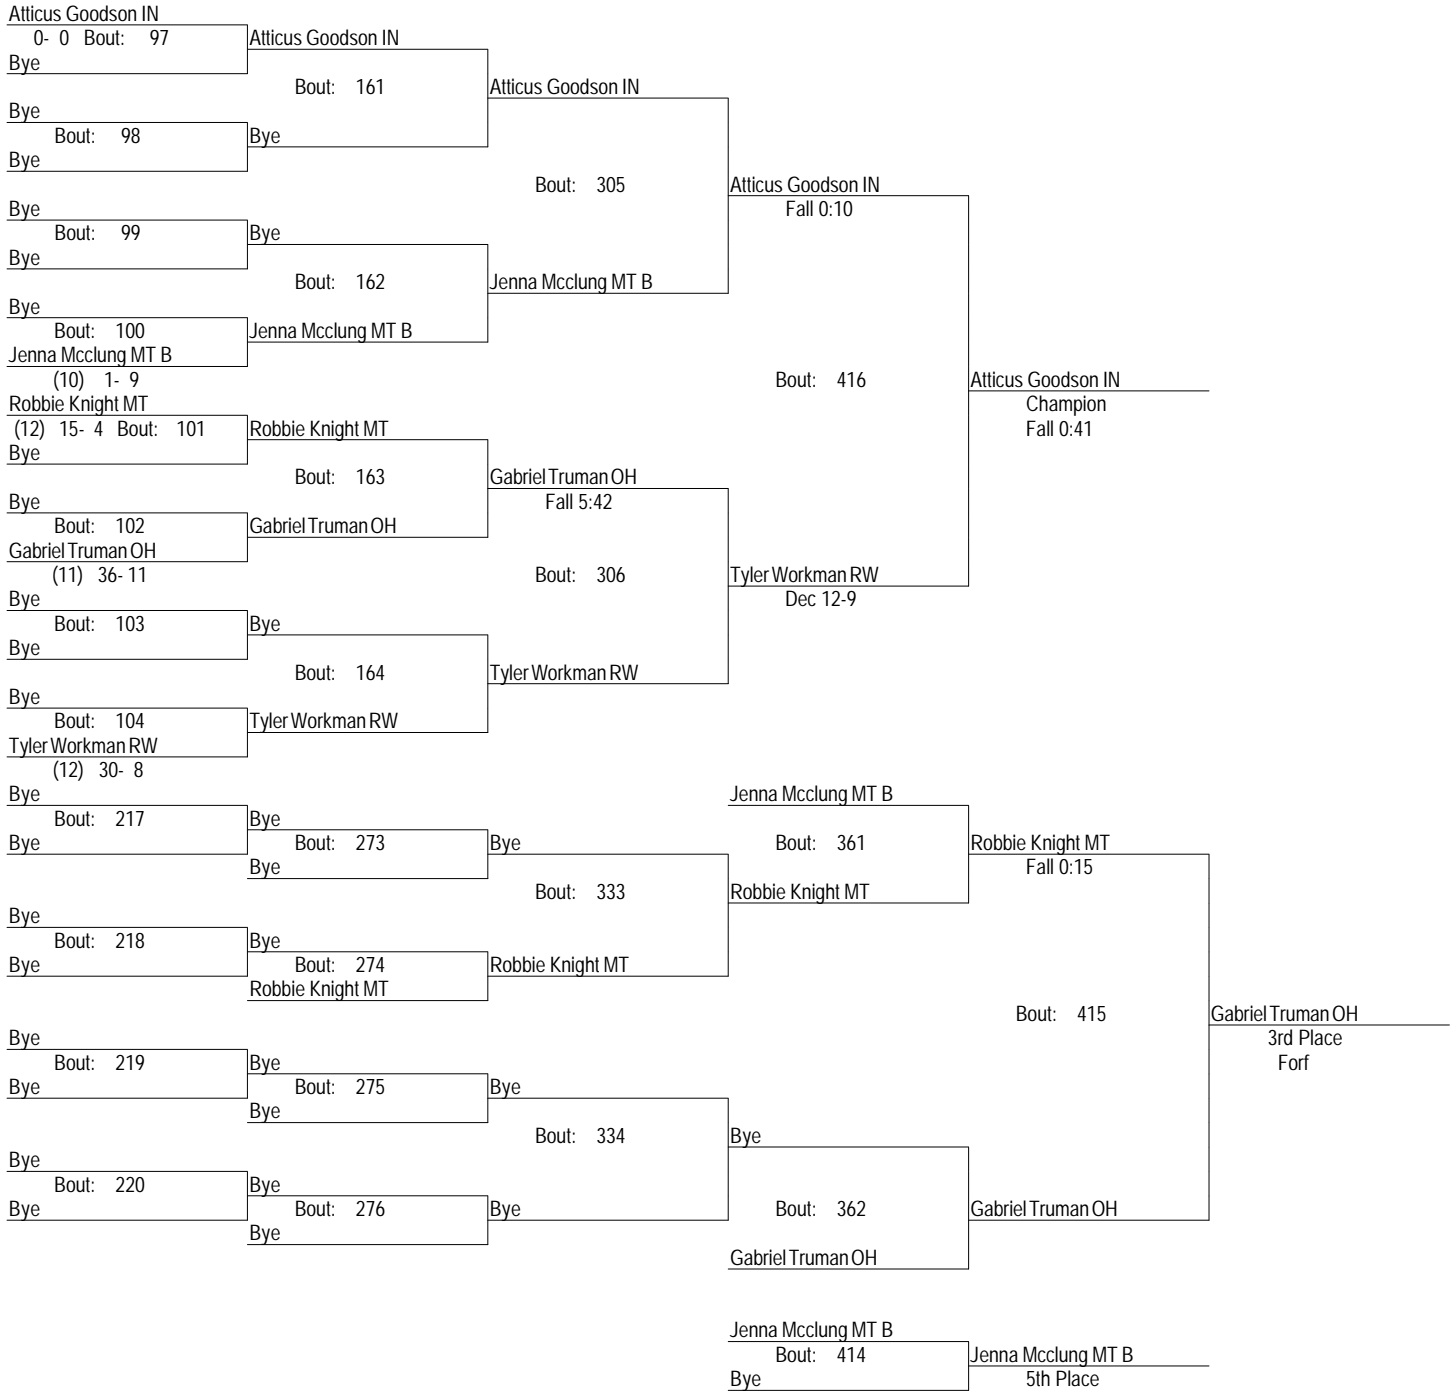 Atticus Goodson IN
0- 0 Bout: 97 Atticus Goodson IN
Bye
Bout: 161 Atticus Goodson IN
Bye
Bout: 98 Bye
Bye
Bout: 305 Atticus Goodson IN
Bye Fall 0:10
Bout: 99 Bye
Bye
Bout: 162 Jenna Mcclung MT B
Bye
Bout: 100 Jenna Mcclung MT B
Jenna Mcclung MT B
(10) 1- 9 Bout: 416 Atticus Goodson IN
Robbie Knight MT Champion
(12) 15- 4 Bout: 101 Robbie Knight MT Fall 0:41
Bye
Bout: 163 Gabriel Truman OH
Bye Fall 5:42
Bout: 102 Gabriel Truman OH
Gabriel Truman OH
(11) 36- 11 Bout: 306 Tyler Workman RW
Bye Dec 12-9
Bout: 103 Bye
Bye
Bout: 164 Tyler Workman RW
Bye
Bout: 104 Tyler Workman RW
Tyler Workman RW
(12) 30- 8
Bye Jenna Mcclung MT B
Bout: 217 Bye
Bye Bout: 273 Bye Bout: 361 Robbie Knight MT
Bye Fall 0:15
Bout: 333 Robbie Knight MT
Bye
Bout: 218 Bye
Bye Bout: 274 Robbie Knight MT
Robbie Knight MT
Bout: 415 Gabriel Truman OH
Bye 3rd Place
Bout: 219 Bye Forf
Bye Bout: 275 Bye
Bye
Bout: 334 Bye
Bye
Bout: 220 Bye
Bye Bout: 276 Bye Bout: 362 Gabriel Truman OH
Bye
Gabriel Truman OH
Jenna Mcclung MT B
Bout: 414 Jenna Mcclung MT B
Bye 5th Place